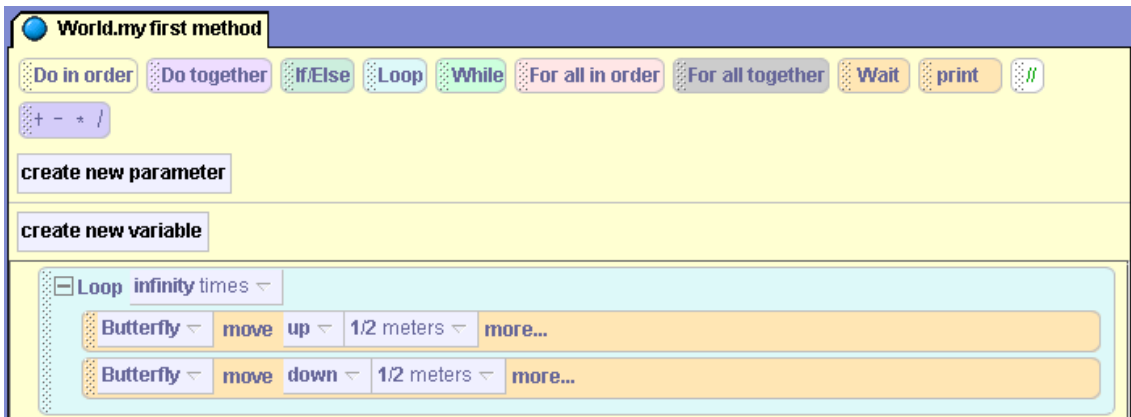 World.my first method
Do in order Do together If/Else Loop While For all in order For all together Wait print //
+ - * /
create new parameter
create new variable
Loop infinity times
Butterfly move up 1/2 meters more...
Butterfly move down 1/2 meters more...